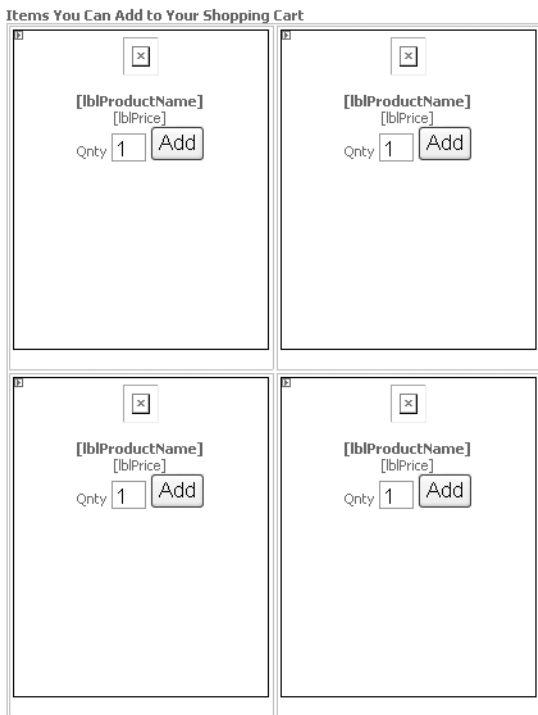 Items You Can Add to Your Shopping Cart
[lblProductName]
[lblPrice]
Qnty 1 Add
[lblProductName]
[lblPrice]
Qnty 1 Add
[lblProductName]
[lblPrice]
Qnty 1 Add
[lblProductName]
[lblPrice]
Qnty 1 Add